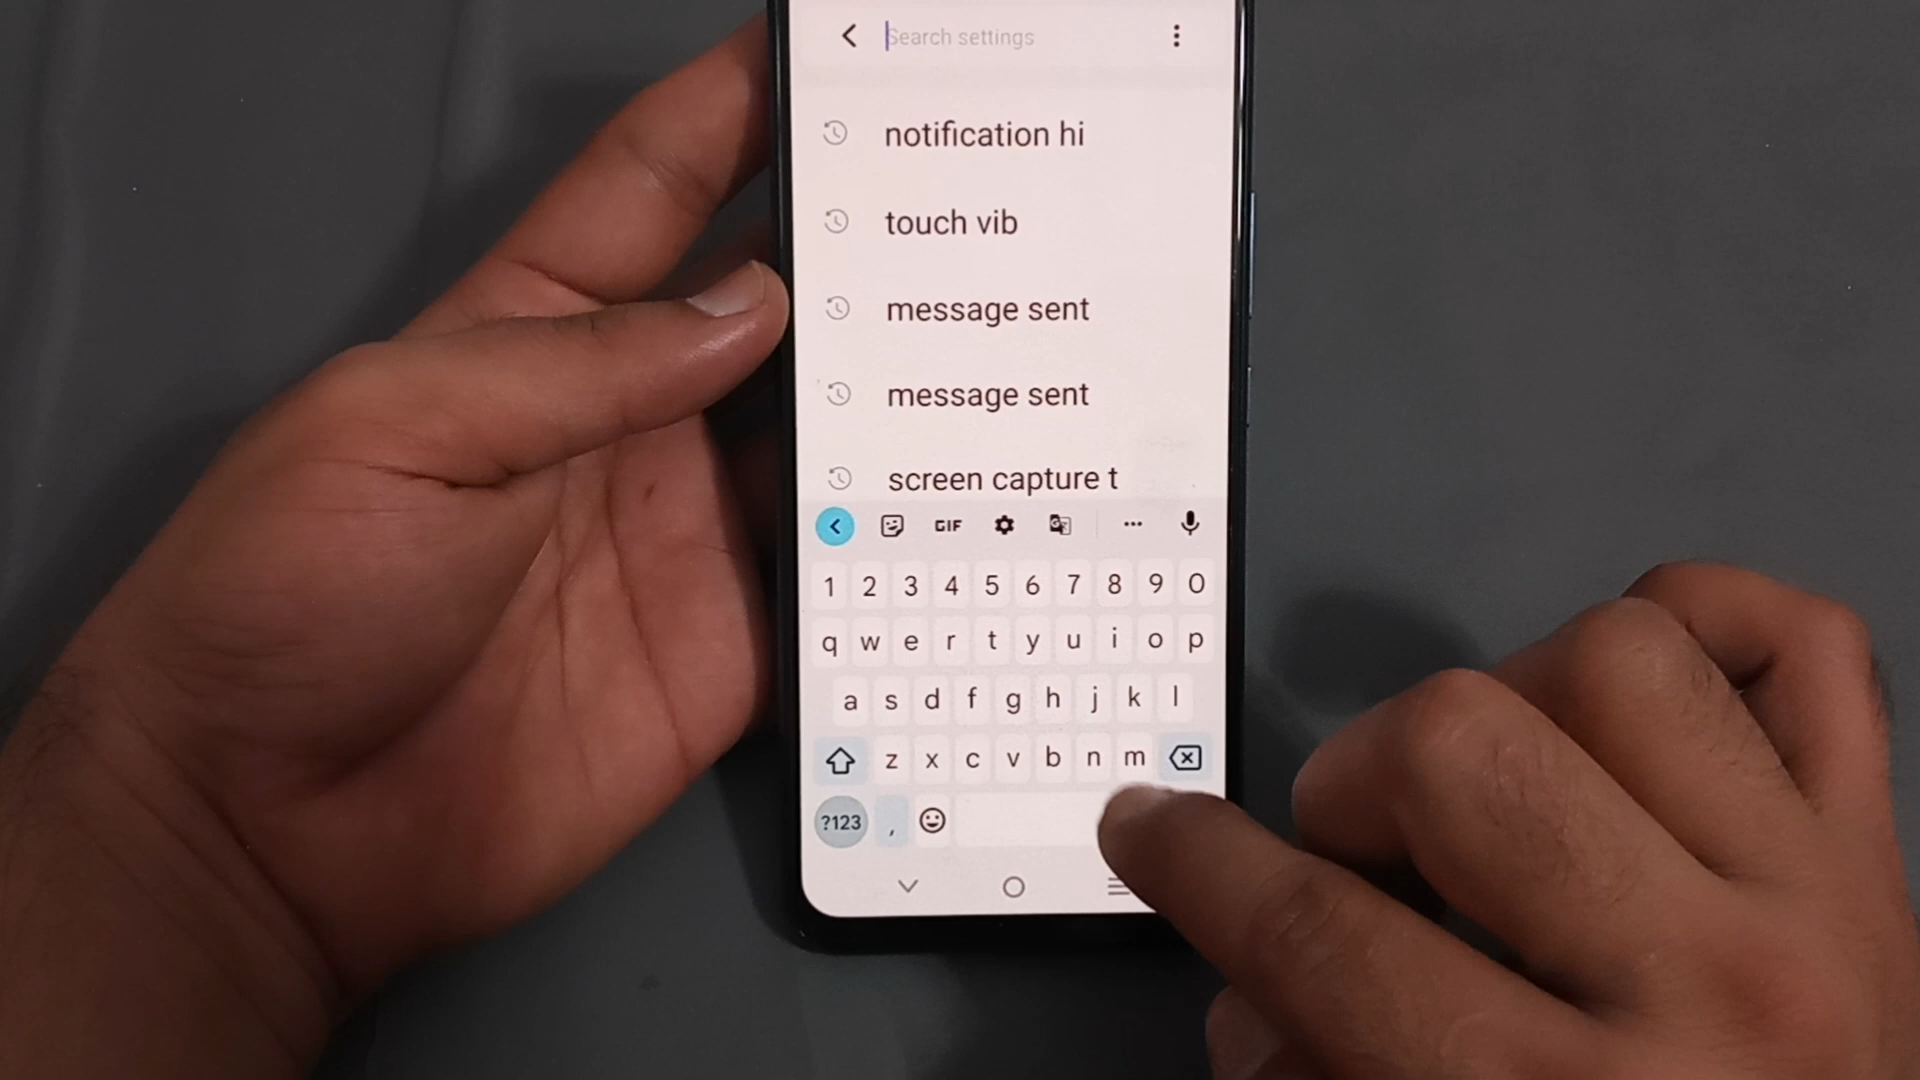 Search settings
notification hi
touch vib
message sent
message sent
screen capture t
GIF
1 2 3 4 5 6 7 8 9 0
q w e r t y u i o p
a s d f g h j k l
z x c v b n m
?123 ,